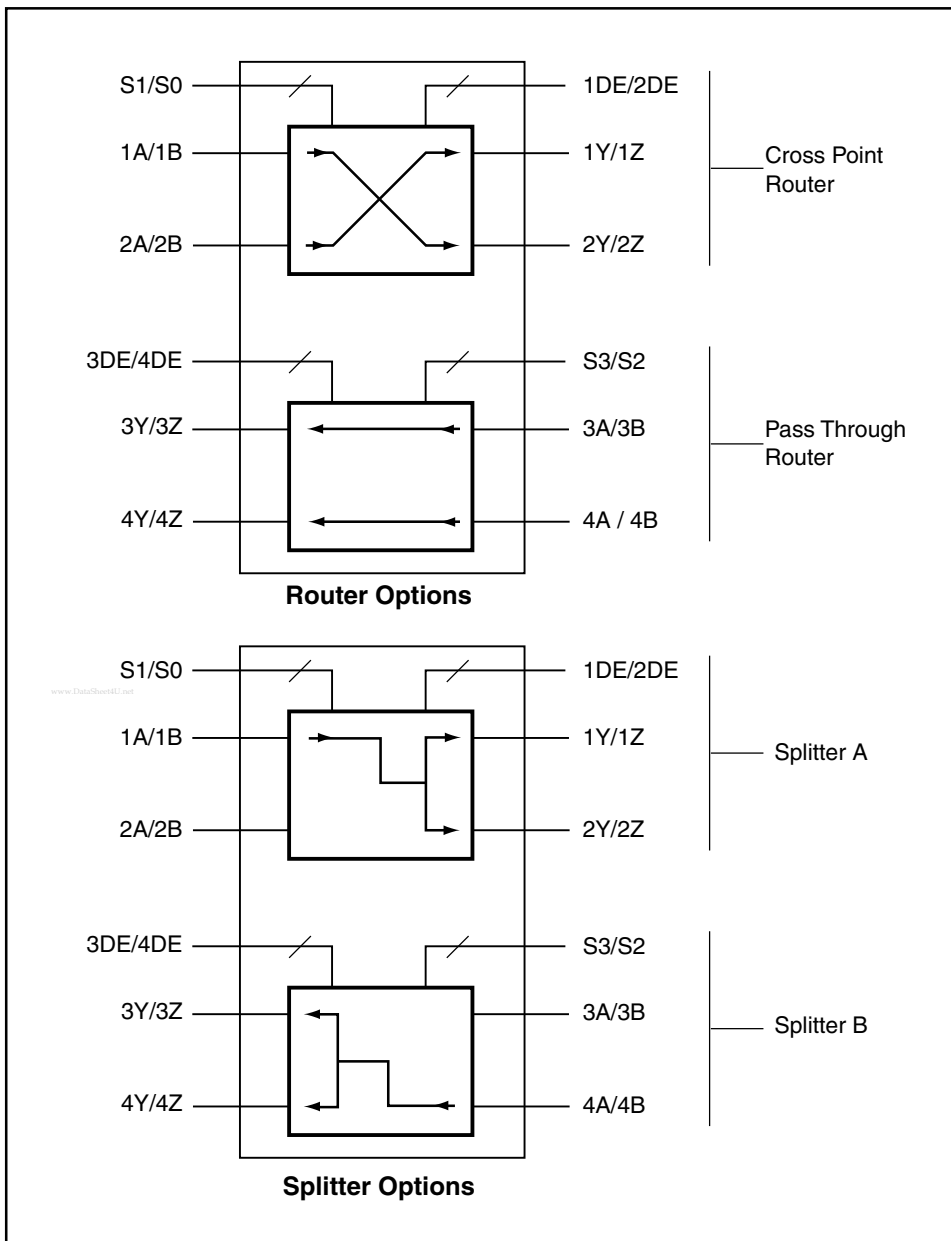 S1/S0
1DE/2DE
1A/1B
1Y/1Z
Cross Point
Router
2A/2B
2Y/2Z
3DE/4DE
S3/S2
3Y/3Z
3A/3B
Pass Through
Router
4Y/4Z
4A / 4B
Router Options
S1/S0
1DE/2DE
www.DataSheet4U.net
1A/1B
1Y/1Z
Splitter A
2A/2B
2Y/2Z
3DE/4DE
S3/S2
3Y/3Z
3A/3B
Splitter B
4Y/4Z
4A/4B
Splitter Options